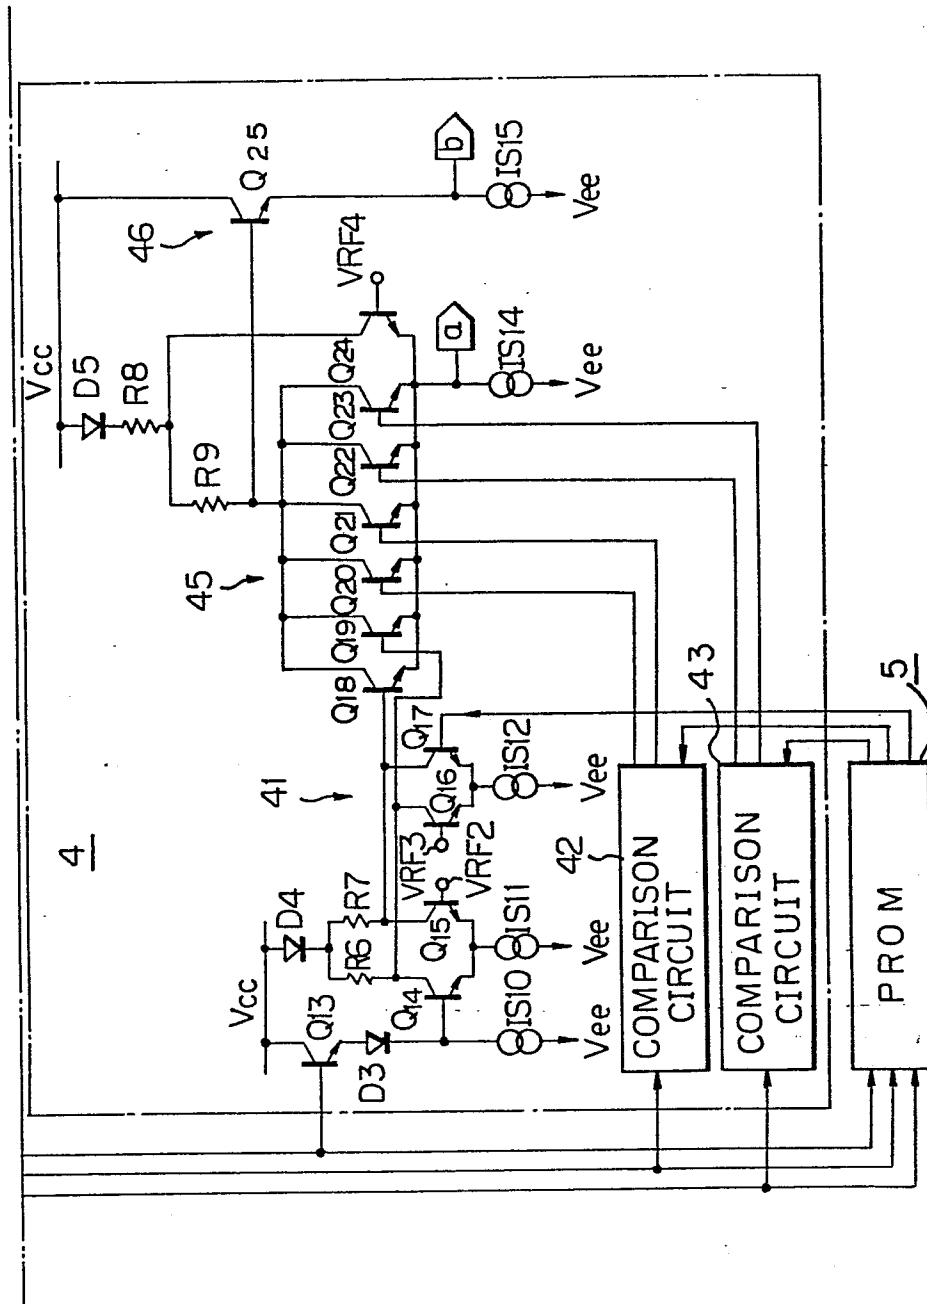 4
Vcc
Q13
D3
D4
R6
R7
Q14
Q15
VRF3
VRF2
Q16
Q17
IS10
IS11
IS12
Vee
Vee
Vee
41
Q18
Q19
Q20
Q21
Q22
Q23
Q24
45
R9
R8
D5
Vcc
VRF4
a
IS14
Vee
46
Q25
b
IS15
Vee
42
COMPARISON
CIRCUIT
43
COMPARISON
CIRCUIT
PROM
5